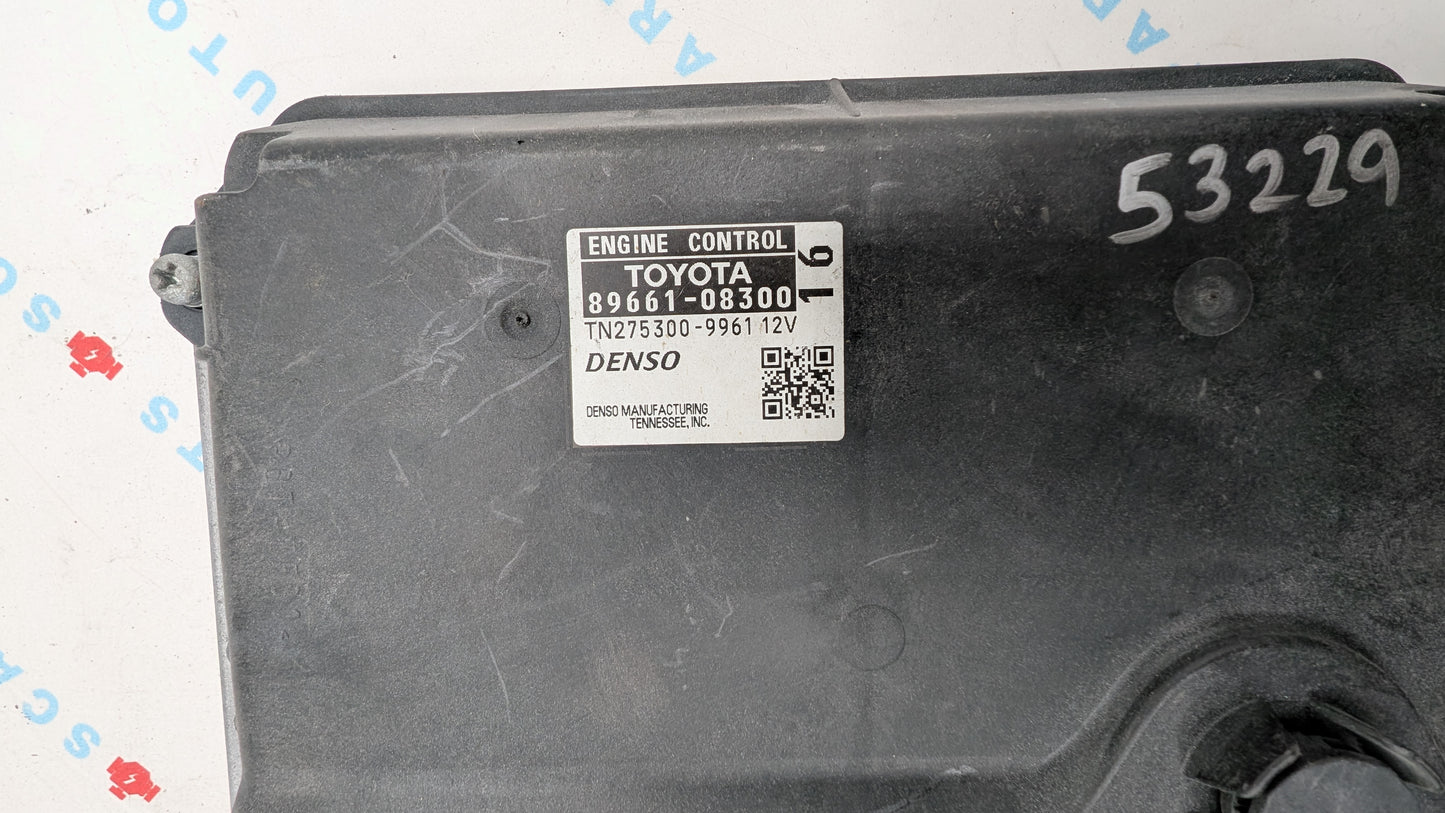 ENGINE CONTROL
TOYOTA
89661-08300
16
TN275300-9961 12V
DENSO
DENSO MANUFACTURING
TENNESSEE, INC.
53229